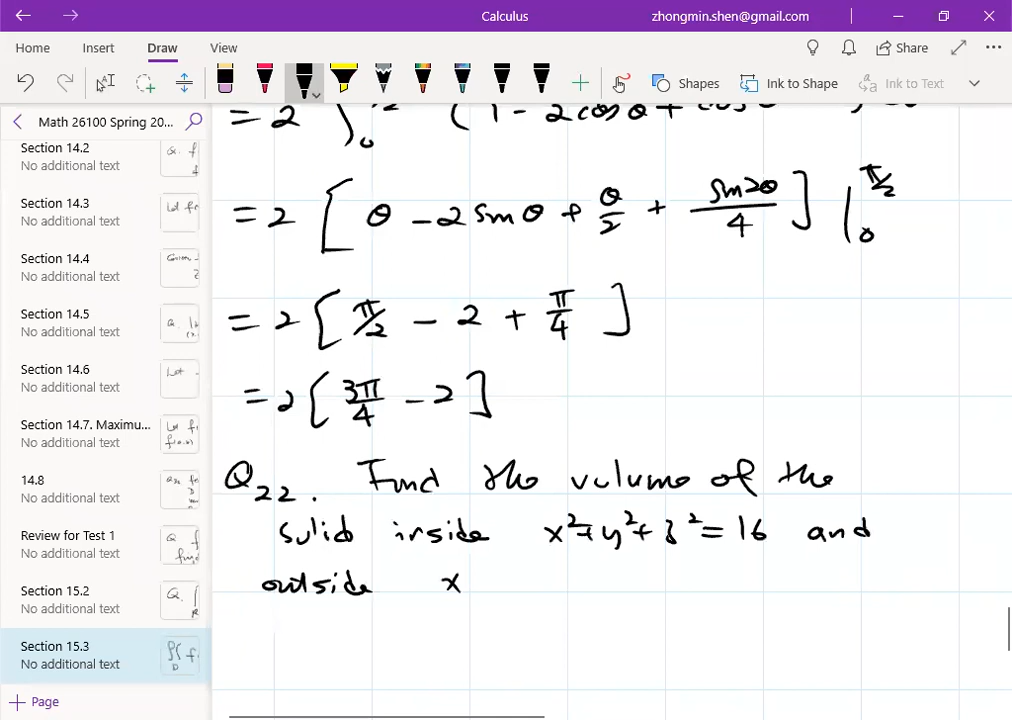 Calculus
zhongmin.shen@gmail.com
Home Insert Draw View
Share
Shapes
Ink to Shape
Ink to Text
Math 26100 Spring 20...
Section 14.2
No additional text
Section 14.3
No additional text
Section 14.4
No additional text
Section 14.5
No additional text
Section 14.6
No additional text
Section 14.7. Maximu...
No additional text
14.8
No additional text
Review for Test 1
No additional text
Section 15.2
No additional text
Section 15.3
No additional text
+ Page
= 2 ∫₀ (1 - 2cosθ +
= 2 [ θ - 2 sin θ + θ/2 + sin2θ/4 ] |₀^π/2
= 2 [ π/2 - 2 + π/4 ]
= 2 [ 3π/4 - 2 ]
Q22. Find the volume of the
solid inside x²+y²+z²=16 and
outside x